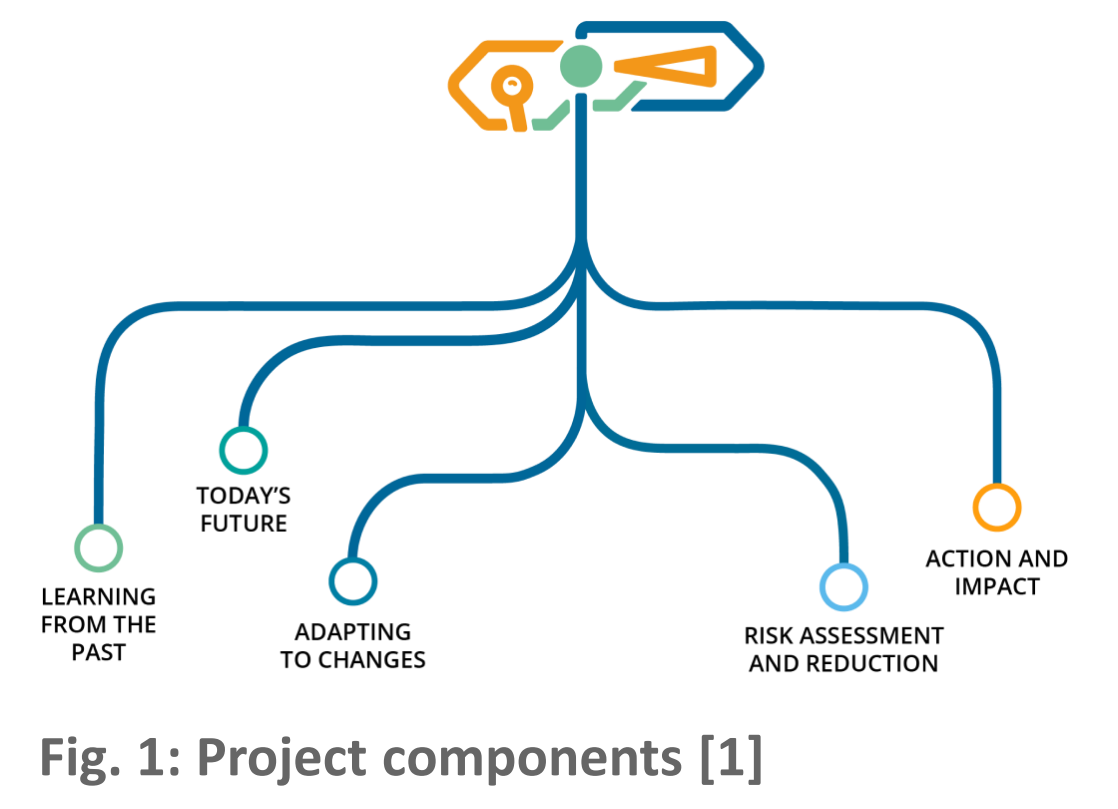 TODAY’S
FUTURE
LEARNING
FROM THE
PAST
ADAPTING
TO CHANGES
RISK ASSESSMENT
AND REDUCTION
ACTION AND
IMPACT
Fig. 1: Project components [1]